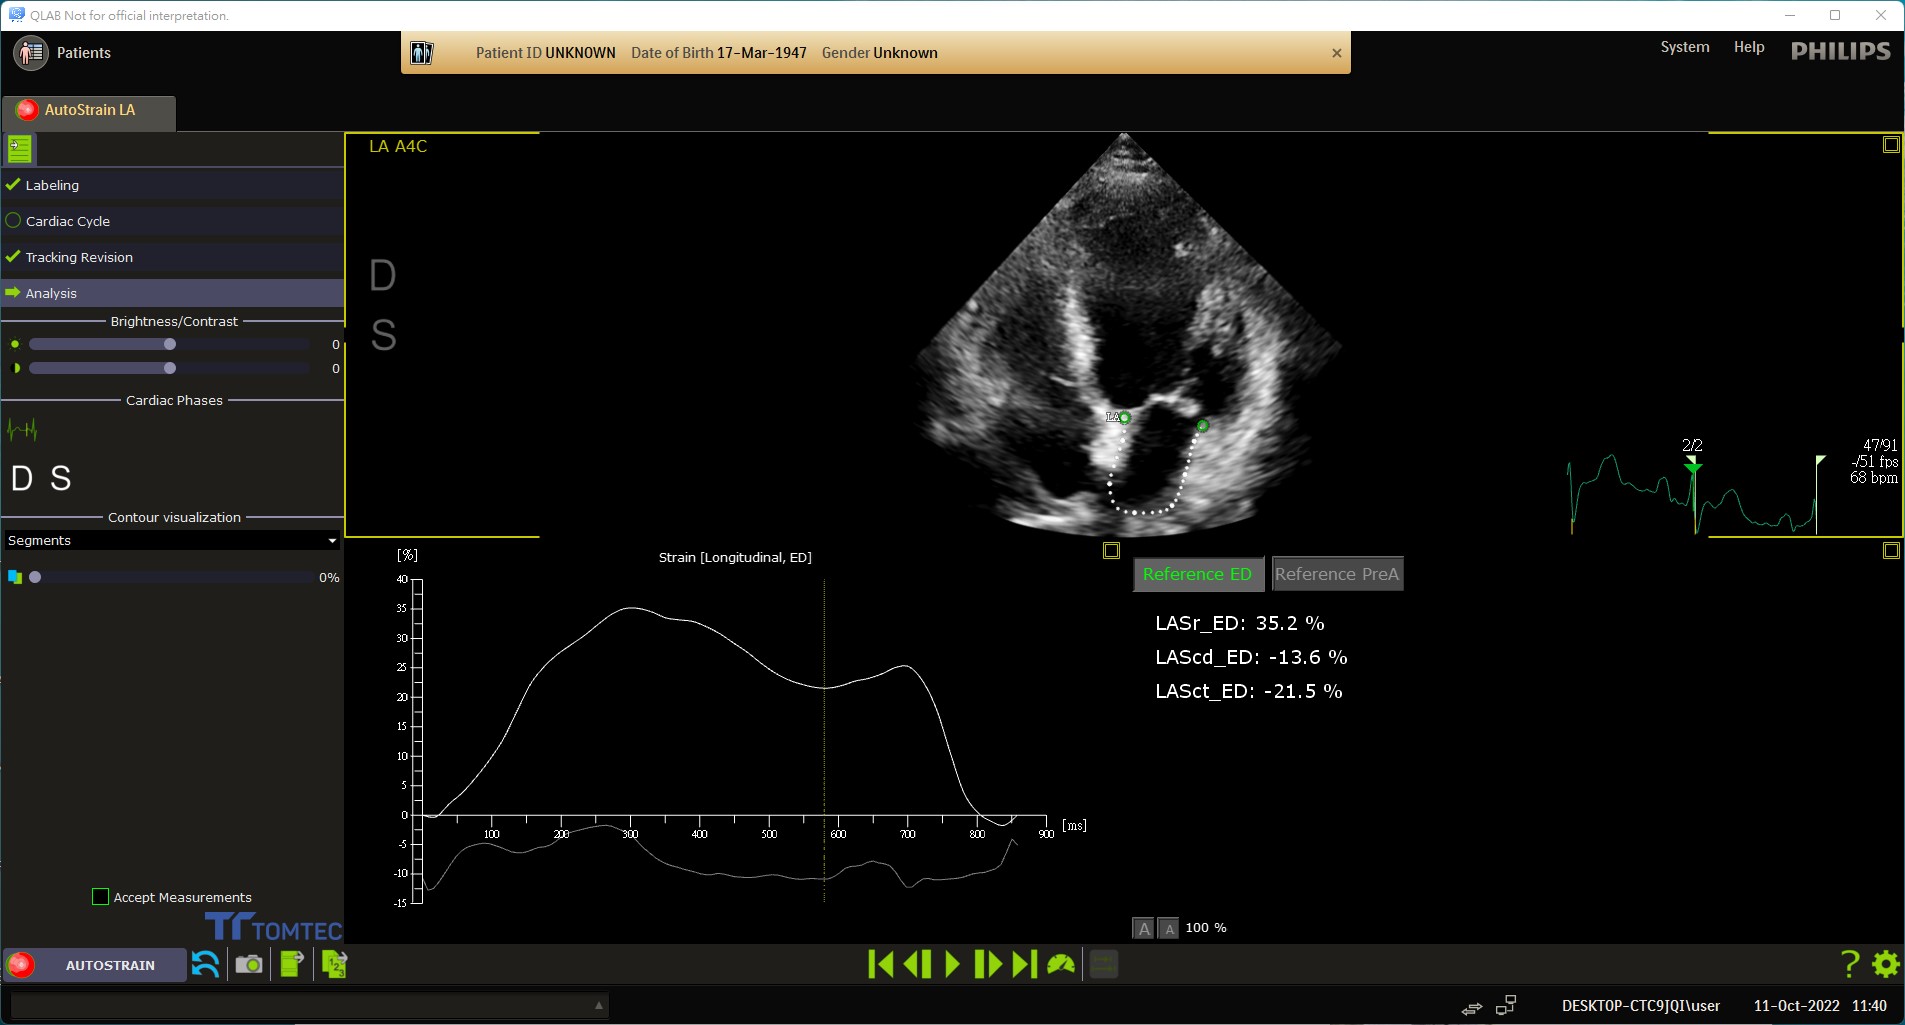 QLAB Not for official interpretation.
Patients
Patient ID UNKNOWN Date of Birth 17-Mar-1947 Gender Unknown
System Help PHILIPS
AutoStrain LA
LA A4C
Labeling
Cardiac Cycle
Tracking Revision
Analysis
Brightness/Contrast
0
0
Cardiac Phases
D S
Contour visualization
Segments
0%
D
S
LA
2/2
47/91
-/51 fps
68 bpm
[%]
Strain [Longitudinal, ED]
40
35
30
25
20
15
10
5
0
-5
-10
-15
100 200 300 400 500 600 700 800 900 [ms]
Reference ED Reference PreA
LASr_ED: 35.2 %
LAScd_ED: -13.6 %
LASct_ED: -21.5 %
Accept Measurements
TOMTEC
A A 100 %
AUTOSTRAIN
1 2 3
?
DESKTOP-CTC9JQI\user 11-Oct-2022 11:40